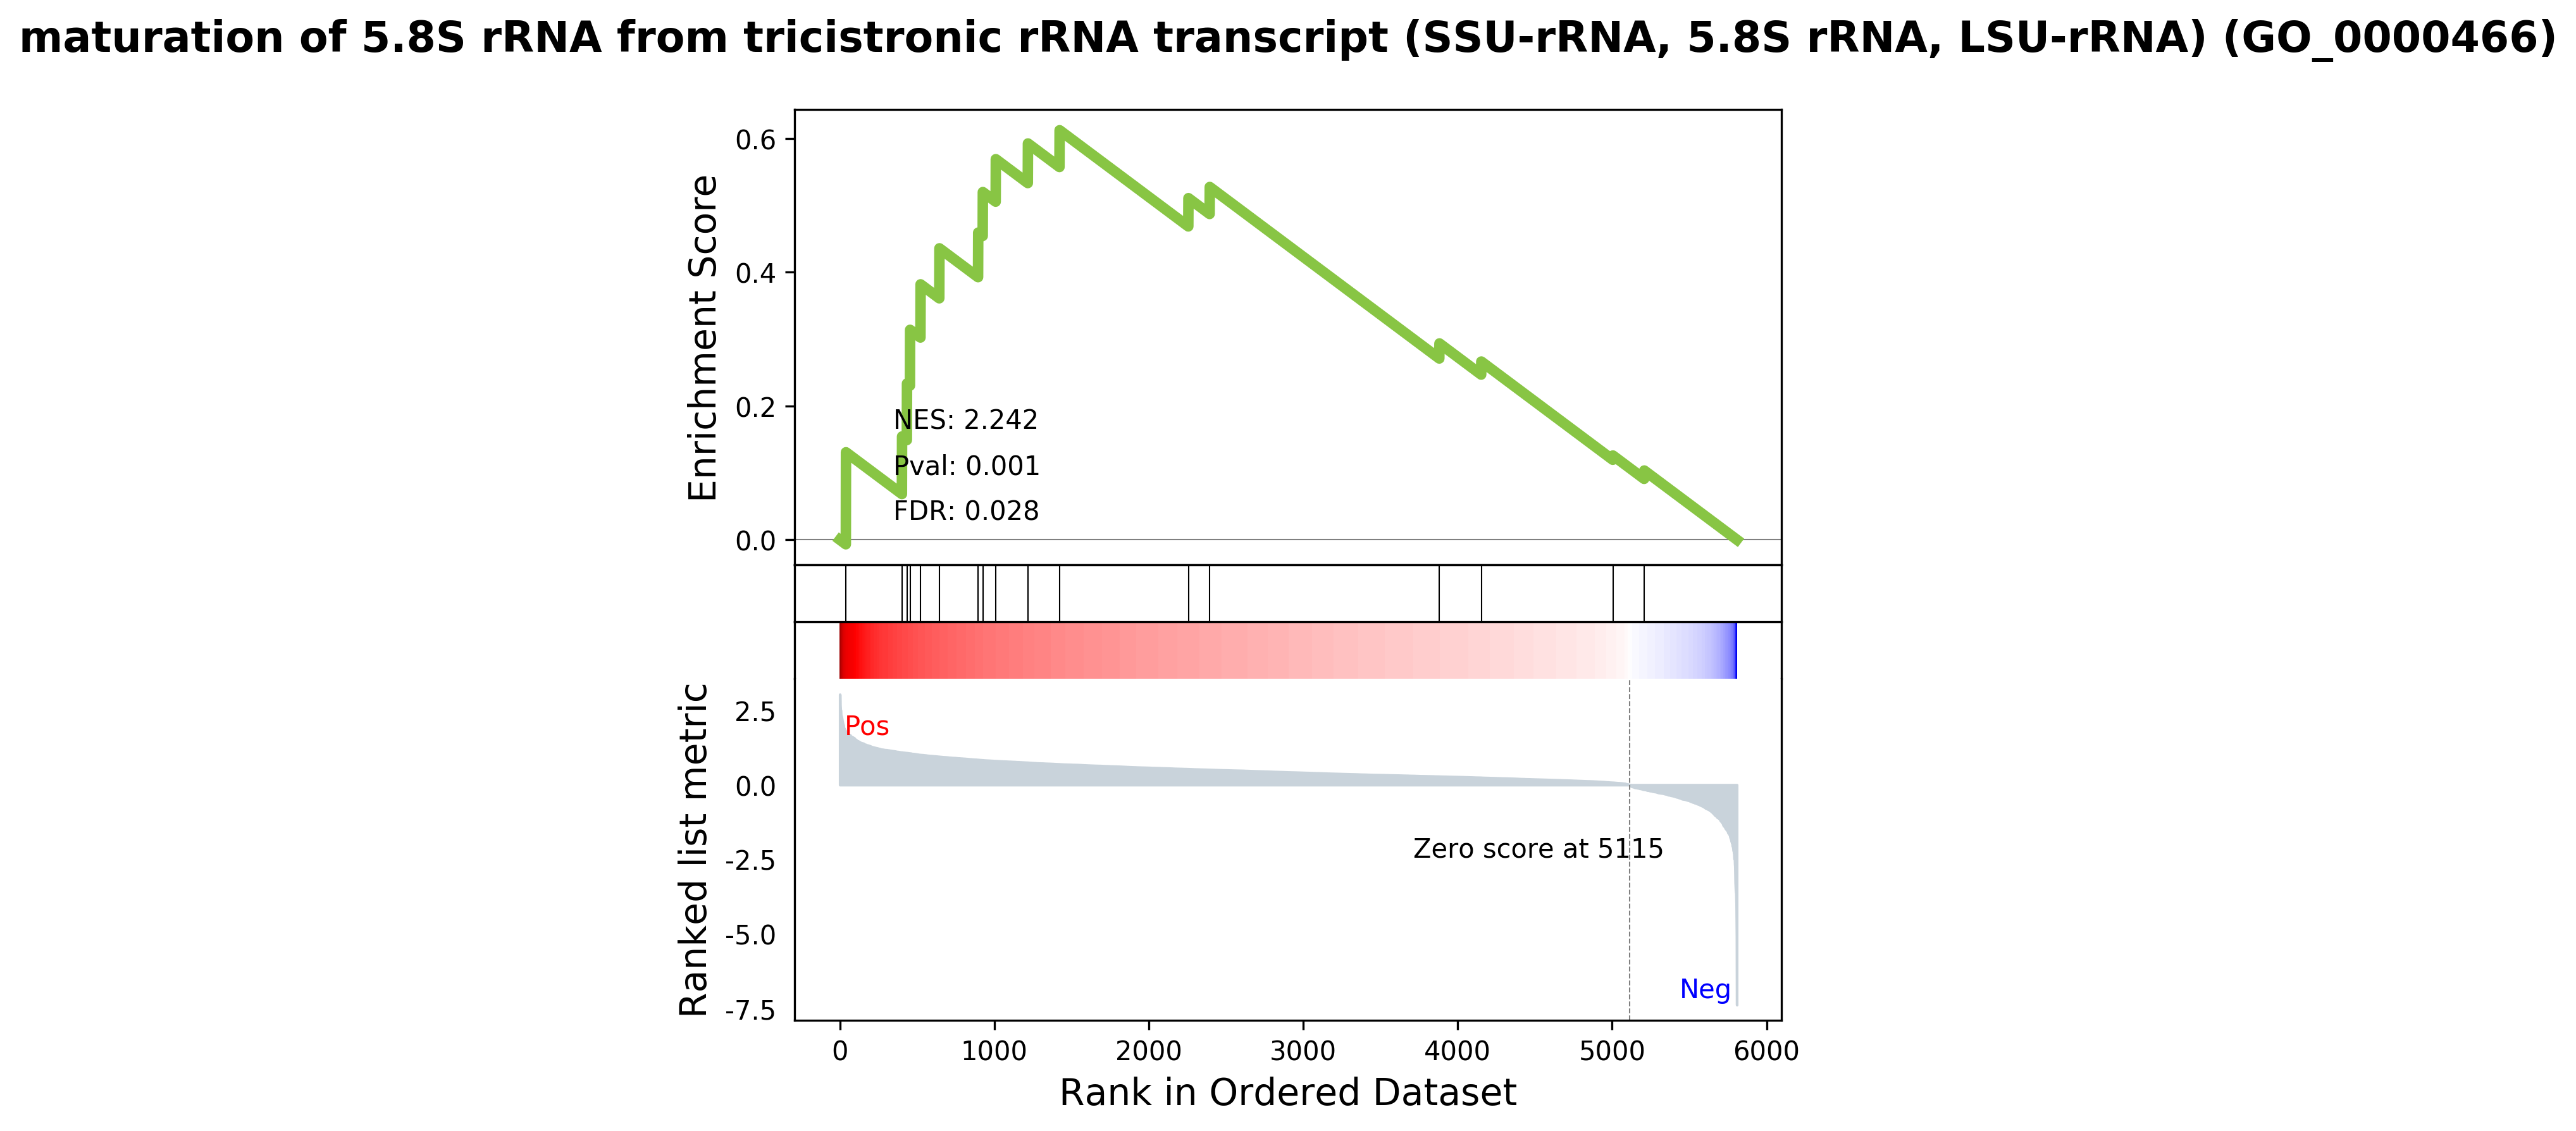 maturation of 5.8S rRNA from tricistronic rRNA transcript (SSU-rRNA, 5.8S rRNA, LSU-rRNA) (GO_0000466)
Enrichment Score
0.6
0.4
0.2
0.0
NES: 2.242
Pval: 0.001
FDR: 0.028
Ranked list metric
2.5
0.0
-2.5
-5.0
-7.5
Pos
Zero score at 5115
Neg
0 1000 2000 3000 4000 5000 6000
Rank in Ordered Dataset